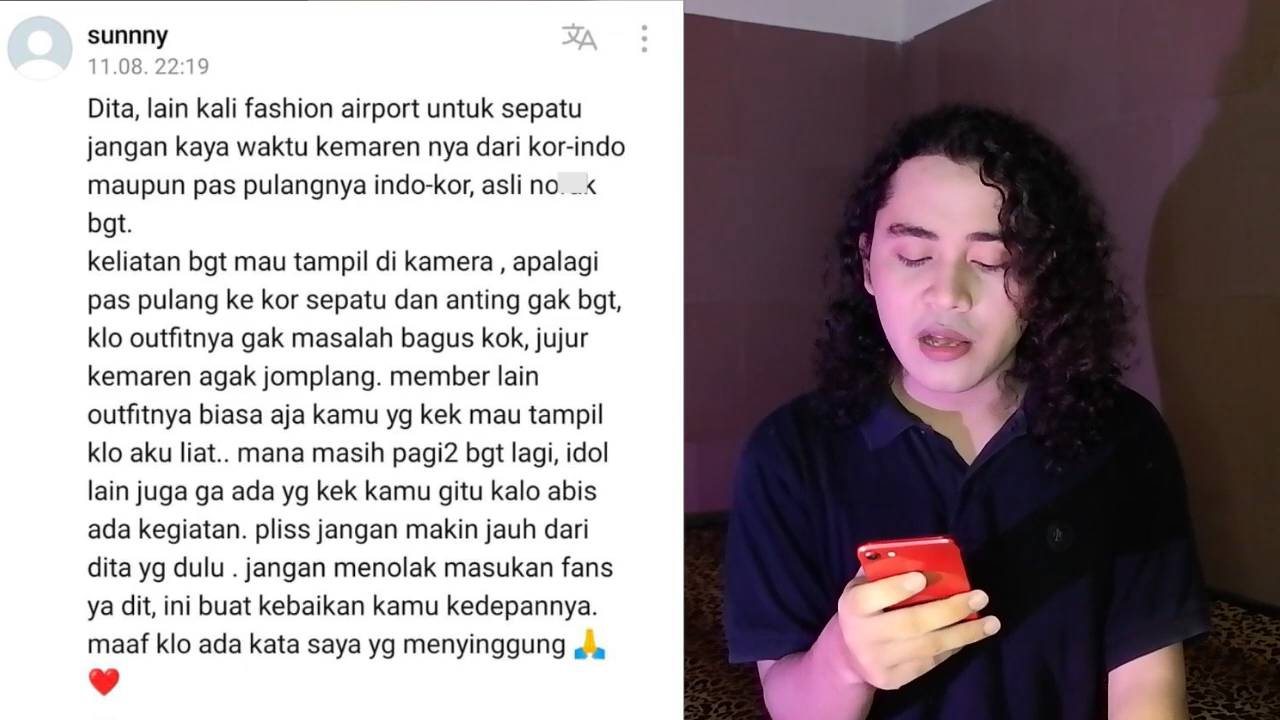 sunnny
11.08. 22:19
Dita, lain kali fashion airport untuk sepatu
jangan kaya waktu kemaren nya dari kor-indo
maupun pas pulangnya indo-kor, asli
bgt.
keliatan bgt mau tampil di kamera , apalagi
pas pulang ke kor sepatu dan anting gak bgt,
klo outfitnya gak masalah bagus kok, jujur
kemaren agak jomplang. member lain
outfitnya biasa aja kamu yg kek mau tampil
klo aku liat.. mana masih pagi2 bgt lagi, idol
lain juga ga ada yg kek kamu gitu kalo abis
ada kegiatan. pliss jangan makin jauh dari
dita yg dulu . jangan menolak masukan fans
ya dit, ini buat kebaikan kamu kedepannya.
maaf klo ada kata saya yg menyinggung 🙏
❤️